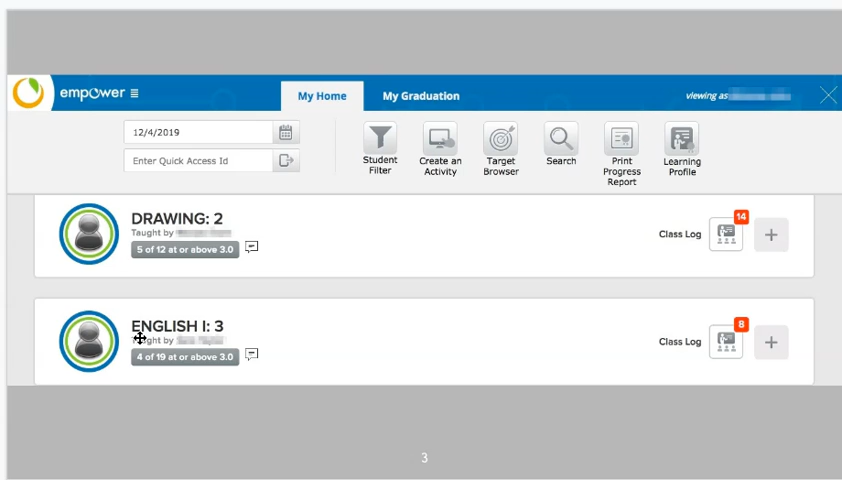 empower
My Home
My Graduation
viewing as
12/4/2019
Enter Quick Access Id
Student
Filter
Create an
Activity
Target
Browser
Search
Print
Progress
Report
Learning
Profile
DRAWING: 2
Taught by
5 of 12 at or above 3.0
Class Log
14
ENGLISH I: 3
Taught by
4 of 19 at or above 3.0
Class Log
8
3